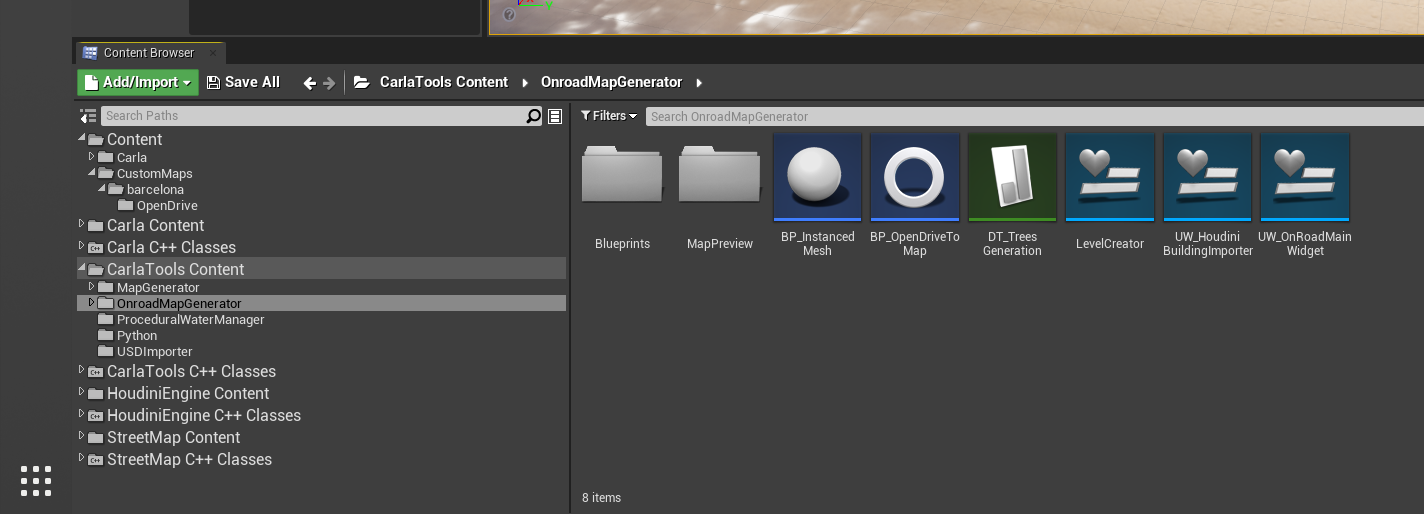 Content Browser
Add/Import
Save All
CarlaTools Content
OnroadMapGenerator
Search Paths
Content
Carla
CustomMaps
barcelona
OpenDrive
Carla Content
Carla C++ Classes
CarlaTools Content
MapGenerator
OnroadMapGenerator
ProceduralWaterManager
Python
USDImporter
CarlaTools C++ Classes
HoudiniEngine Content
HoudiniEngine C++ Classes
StreetMap Content
StreetMap C++ Classes
Filters
Search OnroadMapGenerator
Blueprints
MapPreview
BP_Instanced
Mesh
BP_OpenDriveTo
Map
DT_Trees
Generation
LevelCreator
UW_Houdini
BuildingImporter
UW_OnRoadMain
Widget
8 items